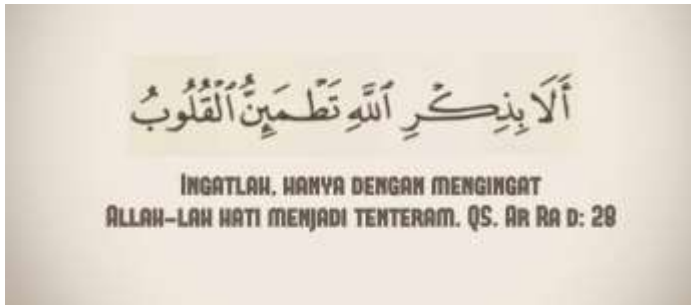 أَلَا بِذِكْرِ ٱللَّهِ تَطْمَئِنُّ ٱلْقُلُوبُ
Ingatlah, hanya dengan mengingat
Allah-lah hati menjadi tenteram. QS. Ar Ra d: 28